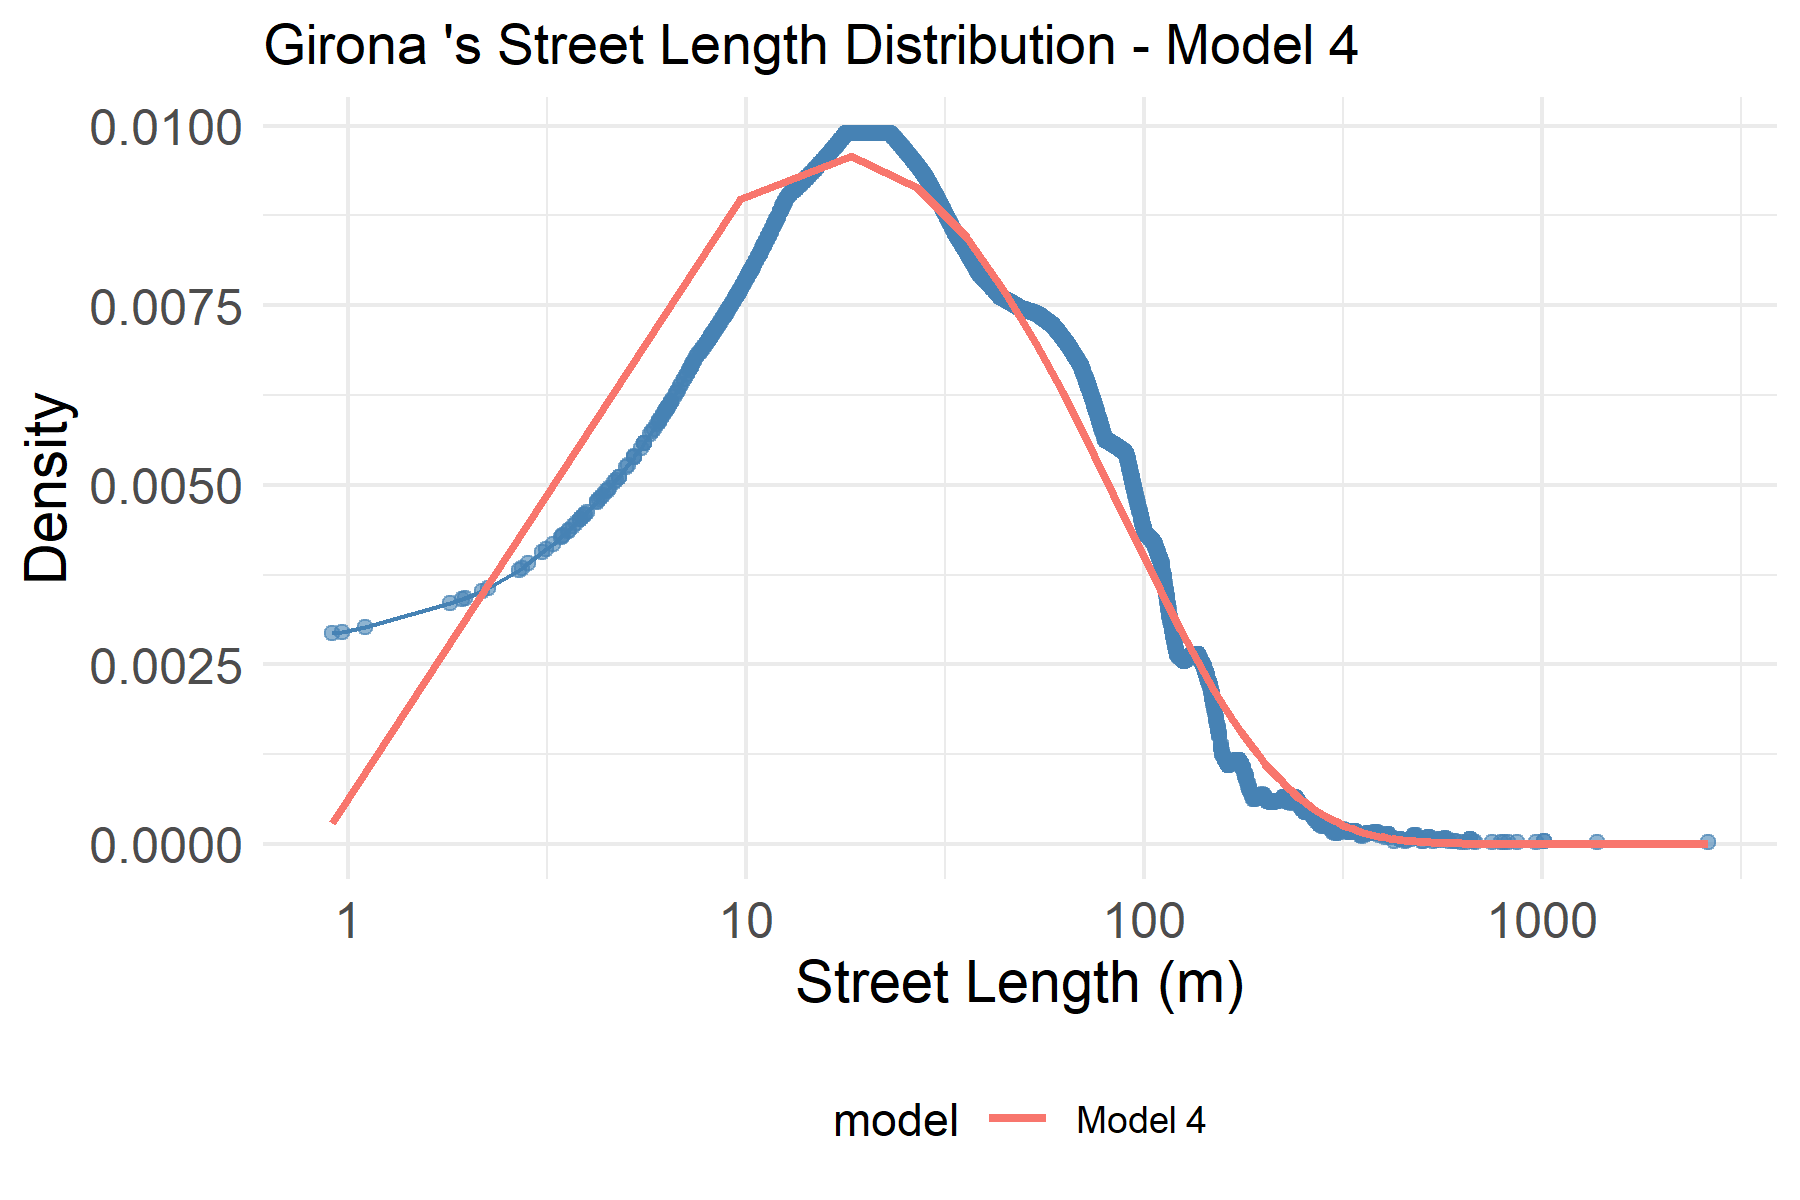 Girona 's Street Length Distribution - Model 4
Density
0.0100
0.0075
0.0050
0.0025
0.0000
1 10 100 1000
Street Length (m)
model Model 4